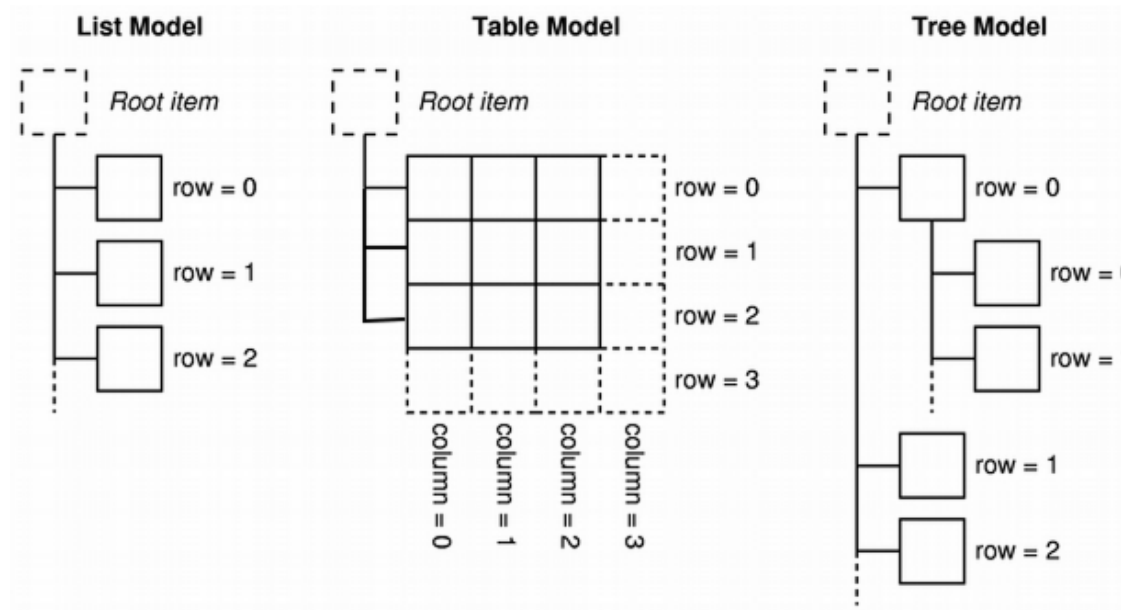 List Model
Root item
row = 0
row = 1
row = 2
Table Model
Root item
row = 0
row = 1
row = 2
row = 3
column = 0
column = 1
column = 2
column = 3
Tree Model
Root item
row = 0
row =
row =
row = 1
row = 2